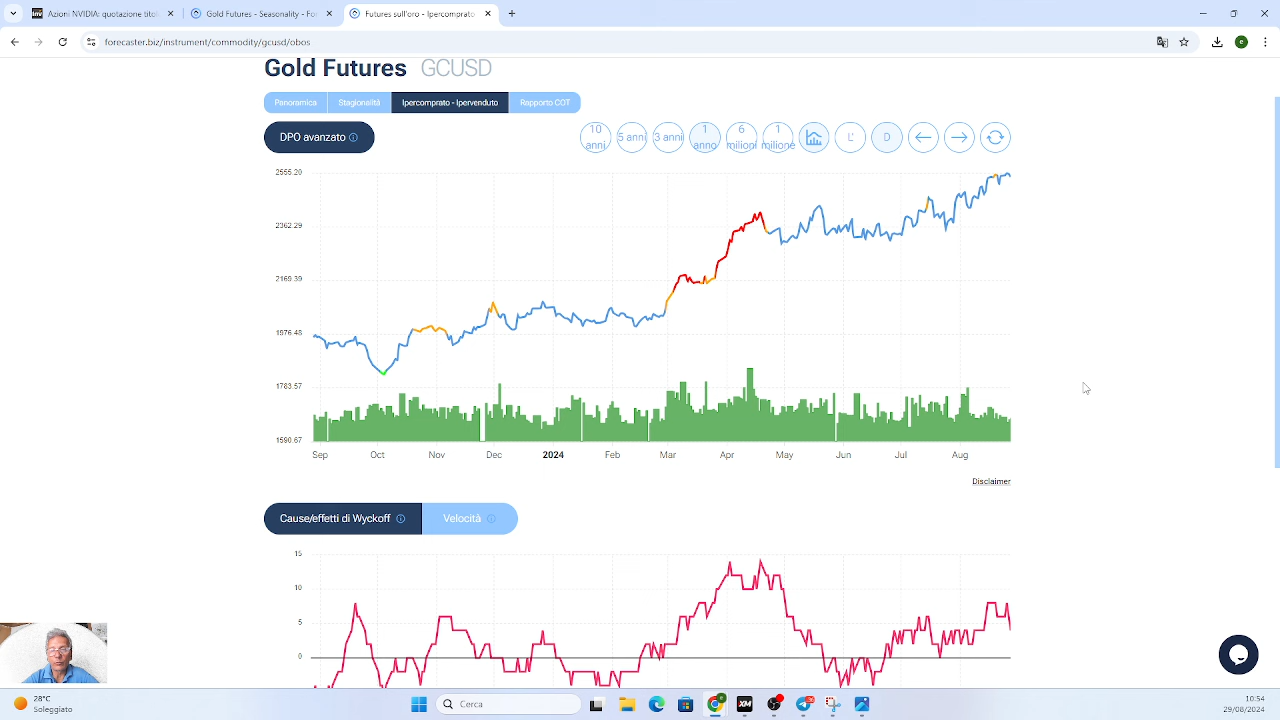 Azioni NVIDIA| quotazione titol
Gold Futures - Seasonality - Fo
Futures sull'oro - Ipercomprato
forecaster.biz/instrument/commodity/gcusd/obos
Gold Futures GCUSD
Panoramica Stagionalità Ipercomprato - Ipervenduto Rapporto COT
DPO avanzato
10 anni 5 anni 3 anni 1 anno 6 milioni 1 milione L' D
2555.20
2362.29
2169.39
1976.48
1783.57
1590.67
Sep Oct Nov Dec 2024 Feb Mar Apr May Jun Jul Aug
Disclaimer
Cause/effetti di Wyckoff Velocità
15
10
5
0
28°C
Soleggiato
Cerca
XM
10:54
29/08/2024